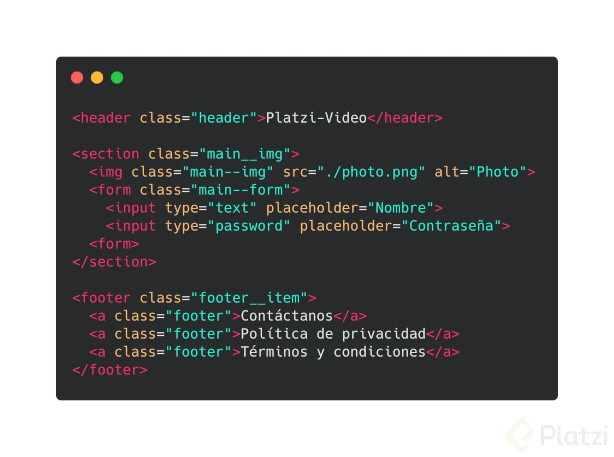 <header class="header">Platzi-Video</header>
<section class="main__img">
<img class="main--img" src="./photo.png" alt="Photo">
<form class="main--form">
<input type="text" placeholder="Nombre">
<input type="password" placeholder="Contraseña">
<form>
</section>
<footer class="footer__item">
<a class="footer">Contáctanos</a>
<a class="footer">Política de privacidad</a>
<a class="footer">Términos y condiciones</a>
</footer>
Platzi